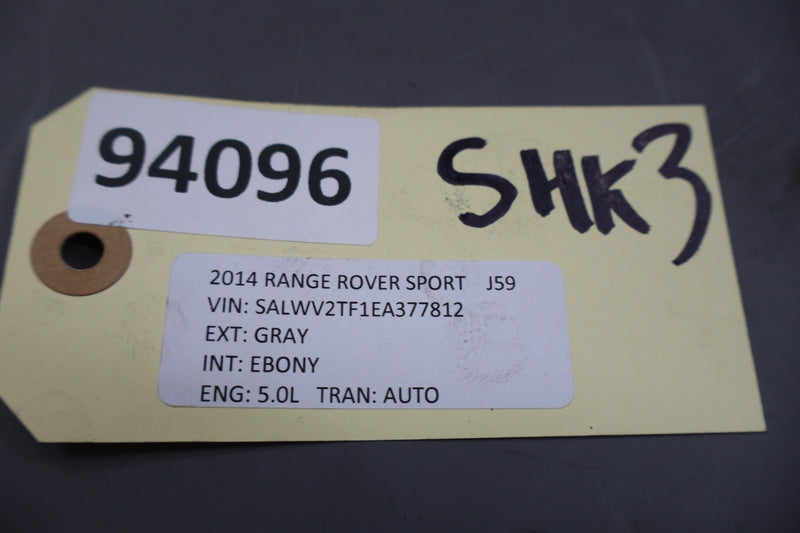 94096
SHK3
2014 RANGE ROVER SPORT J59
VIN: SALWV2TF1EA377812
EXT: GRAY
INT: EBONY
ENG: 5.0L TRAN: AUTO